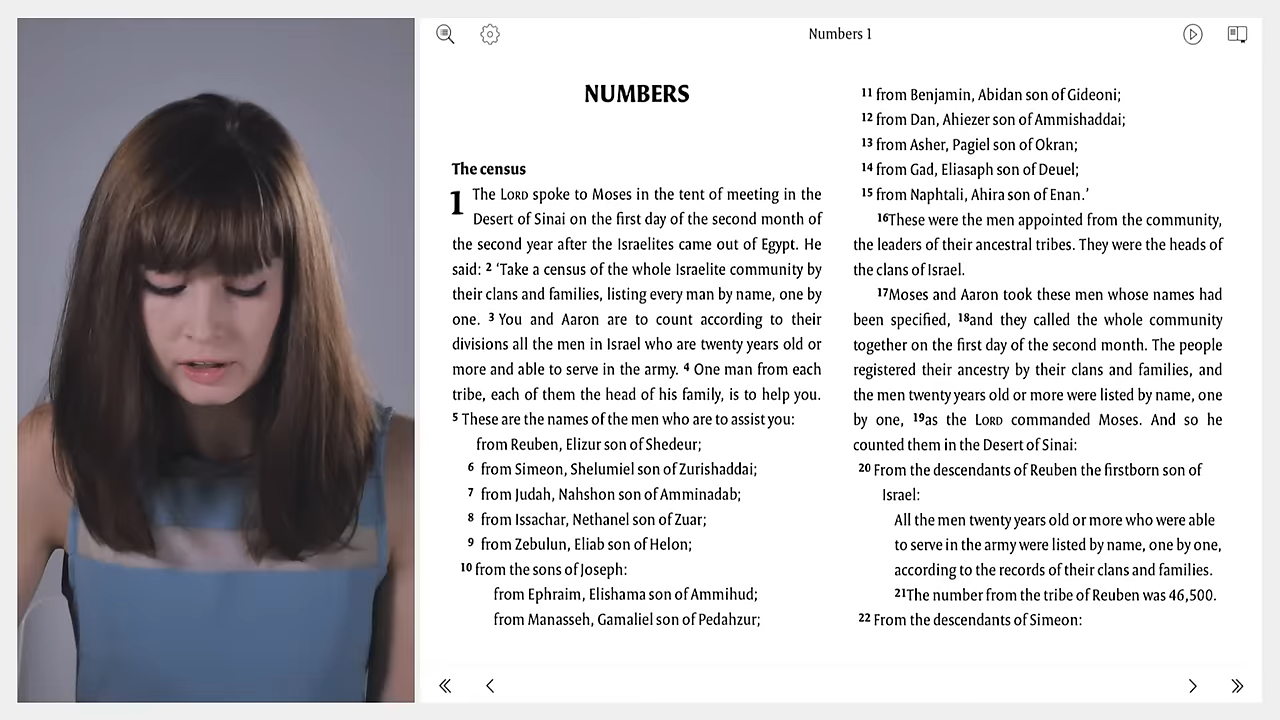 Numbers 1
NUMBERS
The census
1 The LORD spoke to Moses in the tent of meeting in the
Desert of Sinai on the first day of the second month of
the second year after the Israelites came out of Egypt. He
said: 2 ‘Take a census of the whole Israelite community by
their clans and families, listing every man by name, one by
one. 3 You and Aaron are to count according to their
divisions all the men in Israel who are twenty years old or
more and able to serve in the army. 4 One man from each
tribe, each of them the head of his family, is to help you.
5 These are the names of the men who are to assist you:
from Reuben, Elizur son of Shedeur;
6 from Simeon, Shelumiel son of Zurishaddai;
7 from Judah, Nahshon son of Amminadab;
8 from Issachar, Nethanel son of Zuar;
9 from Zebulun, Eliab son of Helon;
10 from the sons of Joseph:
from Ephraim, Elishama son of Ammihud;
from Manasseh, Gamaliel son of Pedahzur;
11 from Benjamin, Abidan son of Gideoni;
12 from Dan, Ahiezer son of Ammishaddai;
13 from Asher, Pagiel son of Okran;
14 from Gad, Eliasaph son of Deuel;
15 from Naphtali, Ahira son of Enan.’
16These were the men appointed from the community,
the leaders of their ancestral tribes. They were the heads of
the clans of Israel.
17Moses and Aaron took these men whose names had
been specified, 18and they called the whole community
together on the first day of the second month. The people
registered their ancestry by their clans and families, and
the men twenty years old or more were listed by name, one
by one, 19as the LORD commanded Moses. And so he
counted them in the Desert of Sinai:
20 From the descendants of Reuben the firstborn son of
Israel:
All the men twenty years old or more who were able
to serve in the army were listed by name, one by one,
according to the records of their clans and families.
21The number from the tribe of Reuben was 46,500.
22 From the descendants of Simeon: